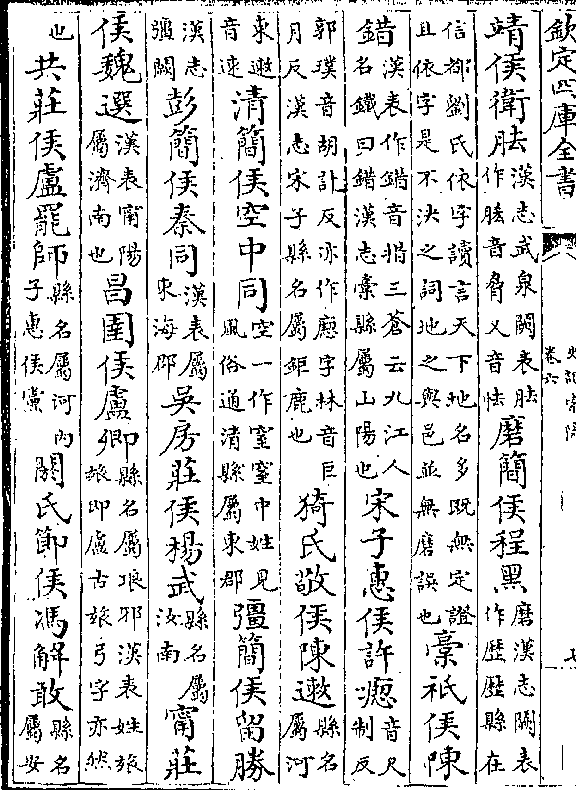 欽定四庫全書
史記索隱
卷六
七
靖侯衛胠漢志武泉闕表胠作胠音脅又音怯磨簡侯程黑磨漢志闕表作歴歴縣在
信都劉氏依字讀言天下地名多既無定證且依字是不決之詞地之與邑並無磨誤也橐祇侯陳
錯漢表作錯音揩三蒼云九江人名鐵曰錯漢志橐縣屬山陽也宋子惠侯許瘛音尺制反
郭璞音胡計反亦作瘛字林音巨月反漢志宋子縣名屬鉅鹿也猗氏敬侯陳遬縣名屬河
東遬音速清簡侯空中同空一作窒窒中姓見風俗通清縣屬東郡彊簡侯留勝
漢志彊闕彭簡侯秦同漢表屬東海郡吳房莊侯楊武縣名屬汝南甯莊
侯魏選漢表甯陽屬濟南也昌圉侯盧卿縣名屬琅邪漢表姓旅旅即盧古旅弓字亦然
也共莊侯盧罷師縣名屬河内子惠侯黨閼氏節侯馮解敢縣名屬安